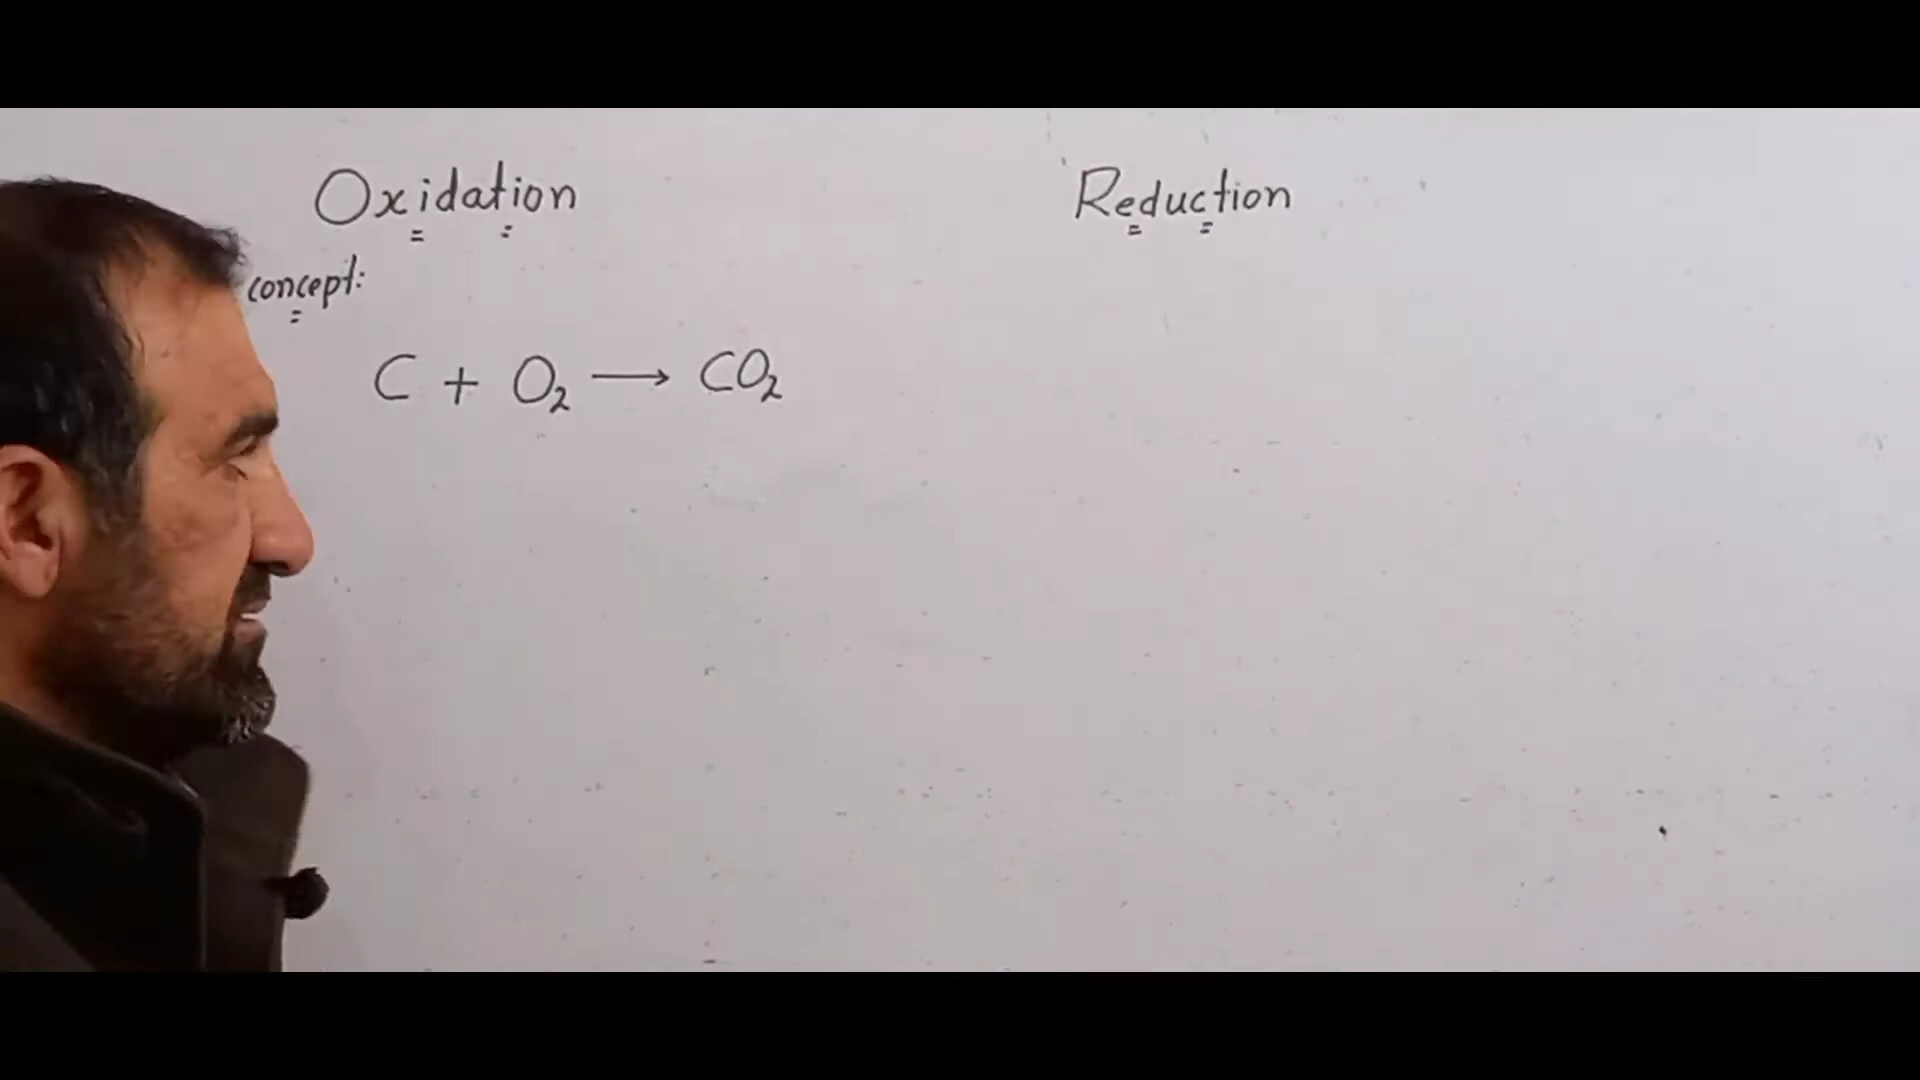 Oxidation
Reduction
concept:
C + O₂ → CO₂